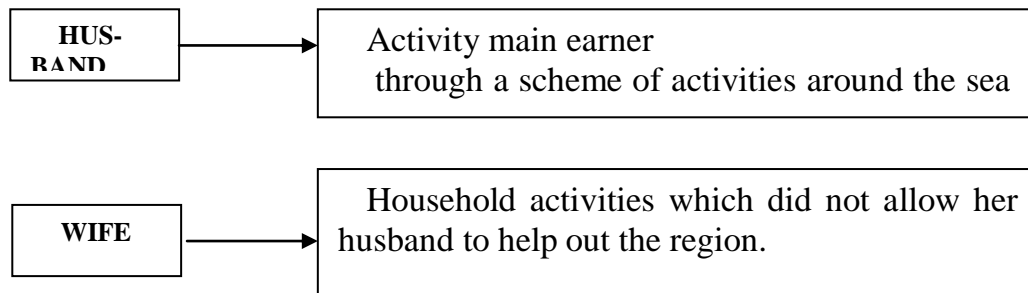 HUS-
BAND
Activity main earner
through a scheme of activities around the sea
WIFE
Household activities which did not allow her
husband to help out the region.